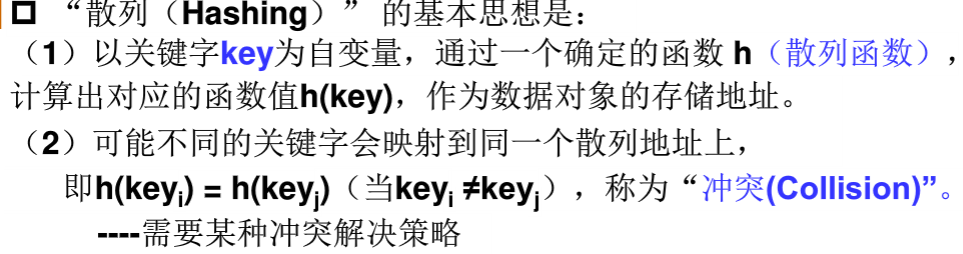 “散列（Hashing）” 的基本思想是：
（1）以关键字key为自变量，通过一个确定的函数 h（散列函数），
计算出对应的函数值h(key)，作为数据对象的存储地址。
（2）可能不同的关键字会映射到同一个散列地址上，
即h(keyi) = h(keyj)（当keyi ≠keyj），称为“冲突(Collision)”。
----需要某种冲突解决策略